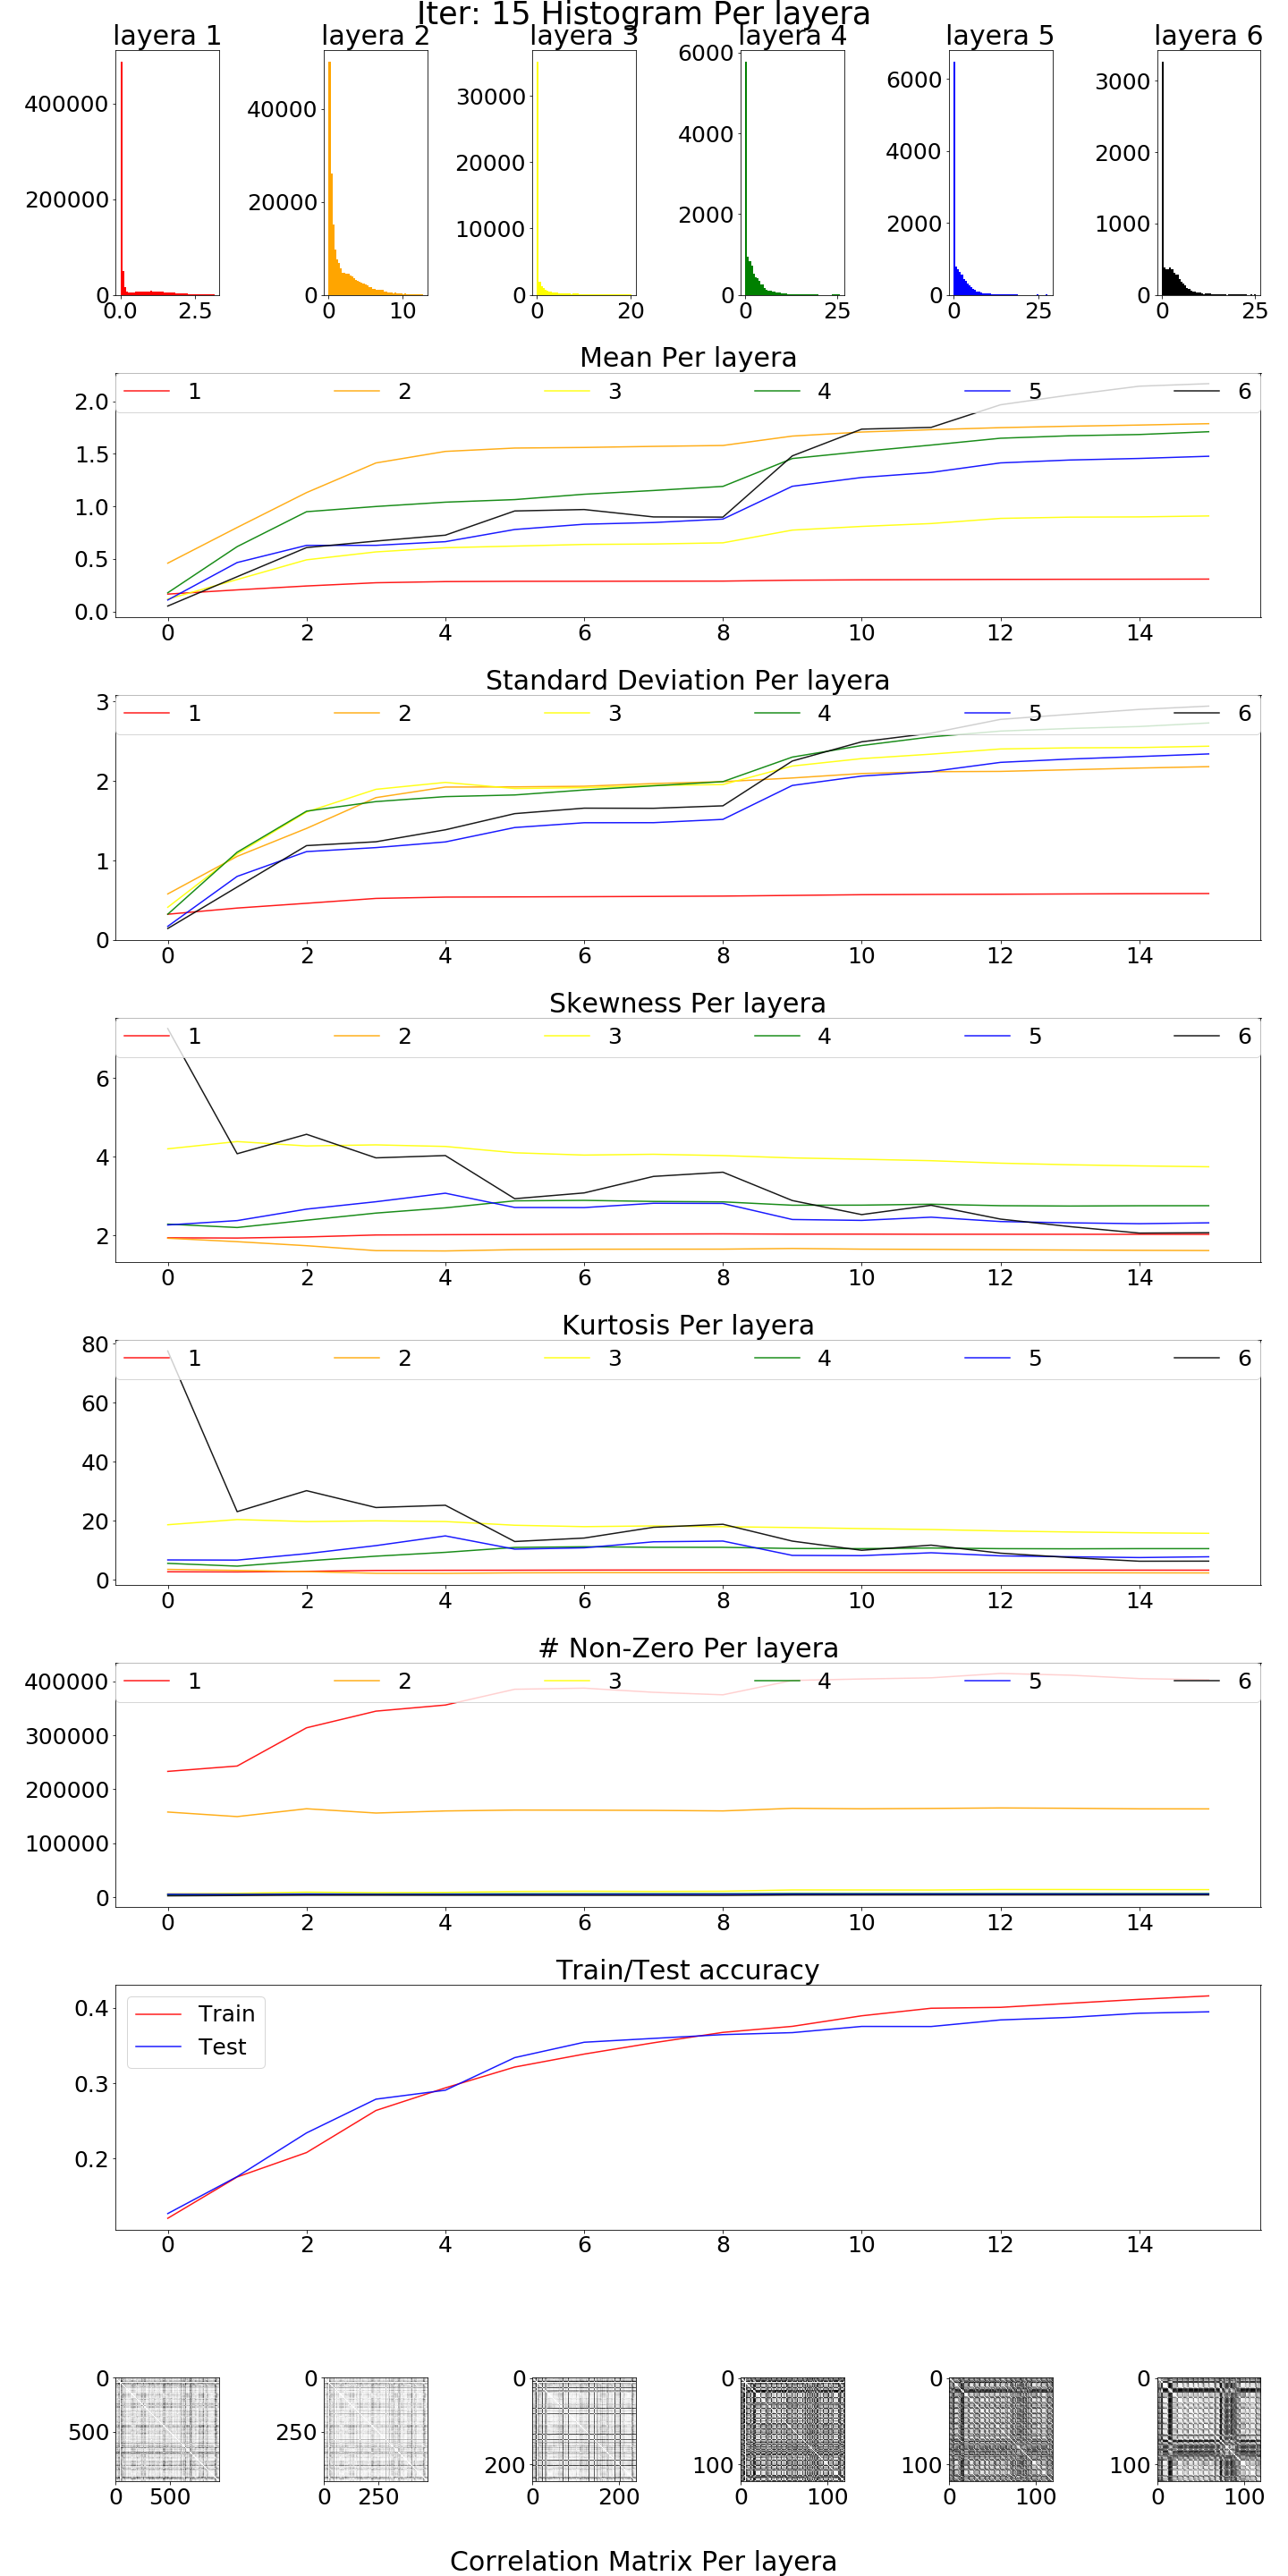 Iter: 15 Histogram Per layera
layera 1 layera 2 layera 3 layera 4 layera 5 layera 6
400000 200000 0 0.0 2.5
40000 20000 0 0 10
30000 20000 10000 0 0 20
6000 4000 2000 0 0 25
6000 4000 2000 0 0 25
3000 2000 1000 0 0 25
Mean Per layera
1 2 3 4 5 6
2.0
1.5
1.0
0.5
0.0
0 2 4 6 8 10 12 14
Standard Deviation Per layera
1 2 3 4 5 6
3
2
1
0
0 2 4 6 8 10 12 14
Skewness Per layera
1 2 3 4 5 6
6
4
2
0 2 4 6 8 10 12 14
Kurtosis Per layera
1 2 3 4 5 6
80
60
40
20
0
0 2 4 6 8 10 12 14
# Non-Zero Per layera
1 2 3 4 5 6
400000
300000
200000
100000
0
0 2 4 6 8 10 12 14
Train/Test accuracy
Train
Test
0.4
0.3
0.2
0 2 4 6 8 10 12 14
0 500 0 500
0 250 0 250
0 200 0 200
0 100 0 100
0 100 0 100
0 100 0 100
Correlation Matrix Per layera